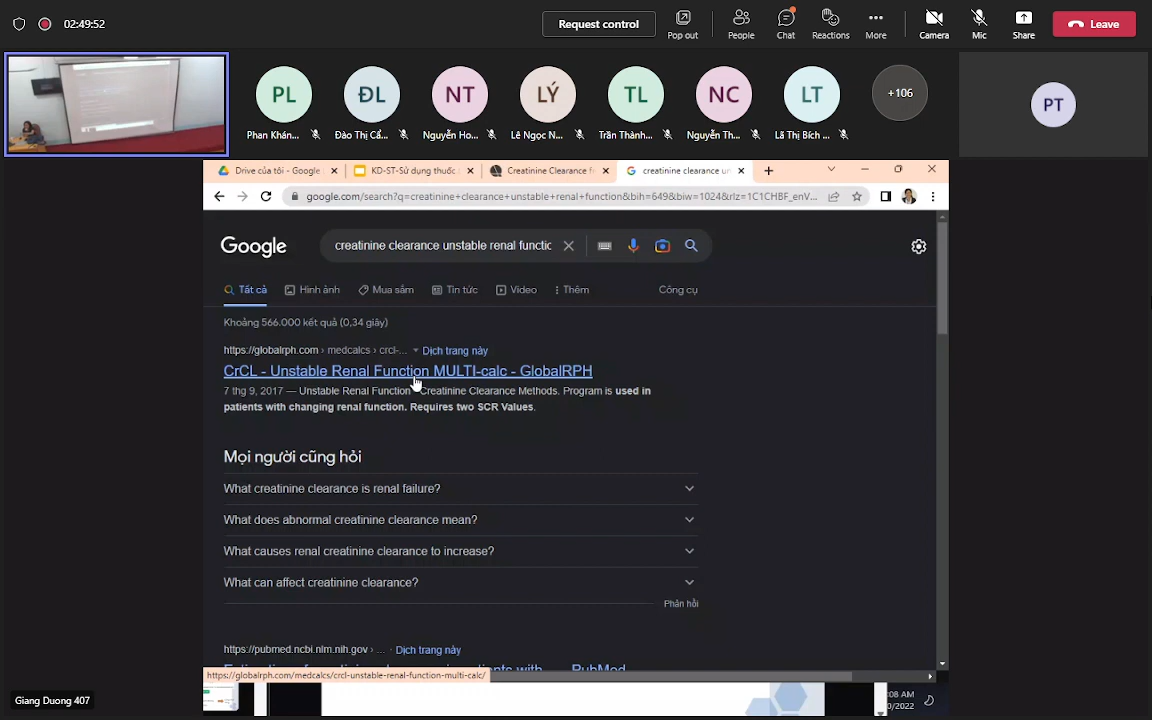 02:49:52
Request control
Pop out
People
Chat
Reactions
More
Camera
Mic
Share
Leave
PL
ĐL
NT
LÝ
TL
NC
LT
+106
PT
Phan Khán...
Đào Thị Cẩ...
Nguyễn Ho...
Lê Ngọc N...
Trần Thành...
Nguyễn Th...
Lã Thị Bích ...
Drive của tôi - Google
KD-ST-Sử dụng thuốc
Creatinine Clearance f
creatinine clearance un
google.com/search?q=creatinine+clearance+unstable+renal+function&bih=649&biw=1024&rlz=1C1CHBF_enV...
Google
creatinine clearance unstable renal functic
Tất cả
Hình ảnh
Mua sắm
Tin tức
Video
Thêm
Công cụ
Khoảng 566.000 kết quả (0,34 giây)
https://globalrph.com › medcalcs › crcl-... Dịch trang này
CrCL - Unstable Renal Function MULTI-calc - GlobalRPH
7 thg 9, 2017 — Unstable Renal Function Creatinine Clearance Methods. Program is used in
patients with changing renal function. Requires two SCR Values.
Mọi người cũng hỏi
What creatinine clearance is renal failure?
What does abnormal creatinine clearance mean?
What causes renal creatinine clearance to increase?
What can affect creatinine clearance?
Phản hồi
https://pubmed.ncbi.nlm.nih.gov › ... Dịch trang này
https://globalrph.com/medcalcs/crcl-unstable-renal-function-multi-calc/
:08 AM
0/2022
Giang Duong 407